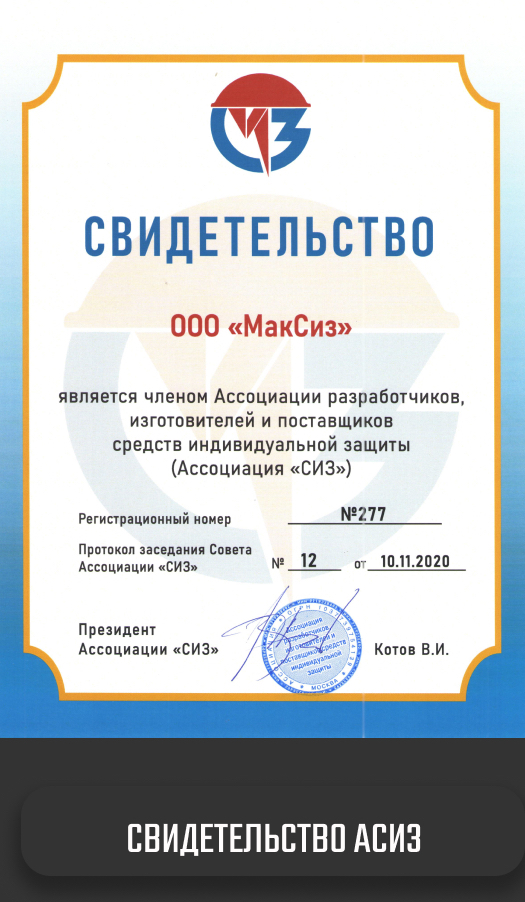 СИЗ
СВИДЕТЕЛЬСТВО
ООО «МакСиз»
является членом Ассоциации разработчиков,
изготовителей и поставщиков
средств индивидуальной защиты
(Ассоциация «СИЗ»)
Регистрационный номер №277
Протокол заседания Совета
Ассоциации «СИЗ» № 12 от 10.11.2020
Президент
Ассоциации «СИЗ» Котов В.И.
Ассоциация
разработчиков
изготовителей и
поставщиков средств
индивидуальной
защиты
МОСКВА
СВИДЕТЕЛЬСТВО АСИЗ